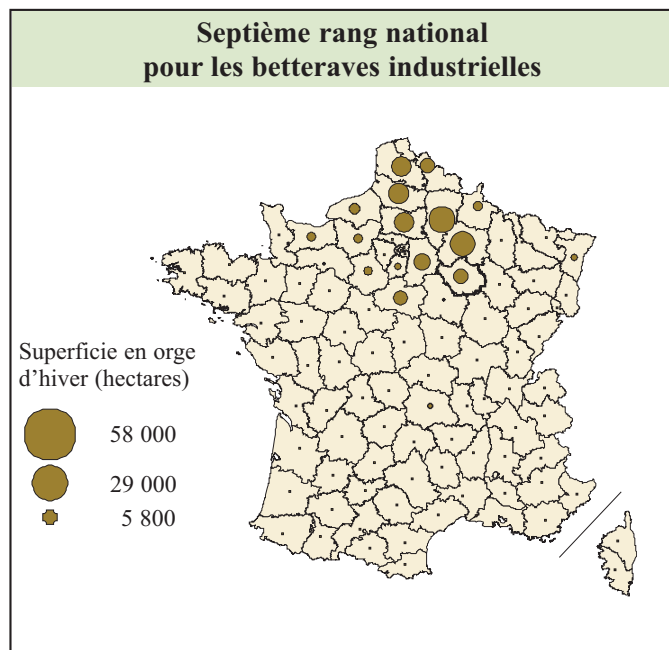 Septième rang national
pour les betteraves industrielles
Superficie en orge
d’hiver (hectares)
58 000
29 000
5 800